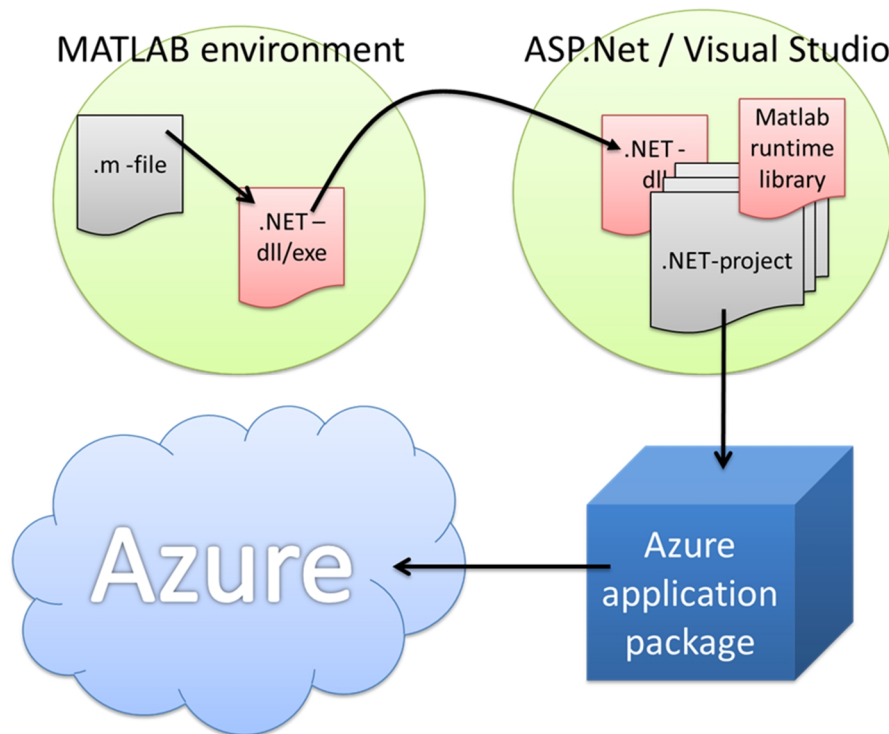 MATLAB environment
ASP.Net / Visual Studio
.m -file
.NET –
dll/exe
.NET -
dll
Matlab
runtime
library
.NET-project
Azure
Azure
application
package